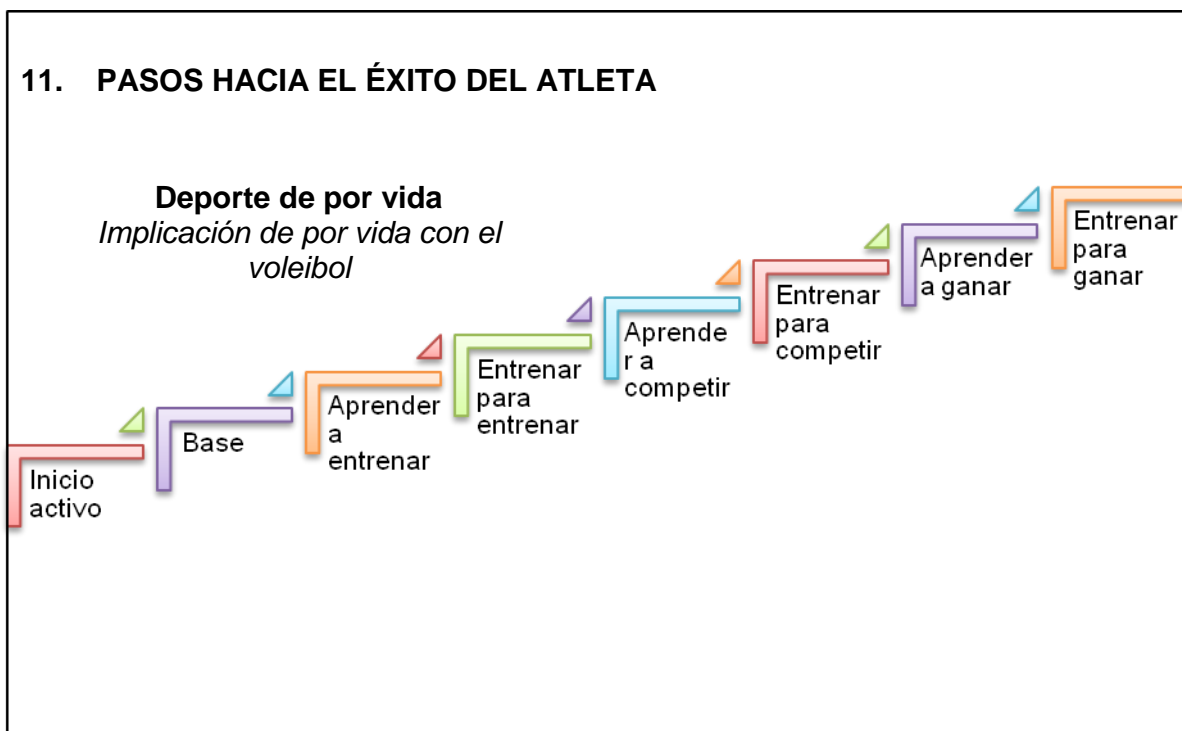 11. PASOS HACIA EL ÉXITO DEL ATLETA
Deporte de por vida
Implicación de por vida con el
voleibol
Inicio
activo
Base
Aprender
a
entrenar
Entrenar
para
entrenar
Aprende
r a
competir
Entrenar
para
competir
Aprender
a ganar
Entrenar
para
ganar